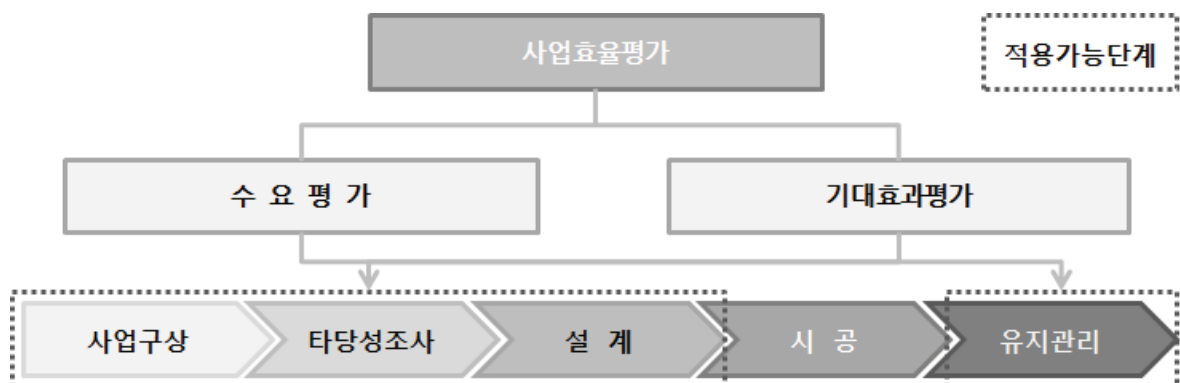 사업효율평가
적용가능단계
수 요 평 가
기대효과평가
사업구상
타당성조사
설 계
시 공
유지관리